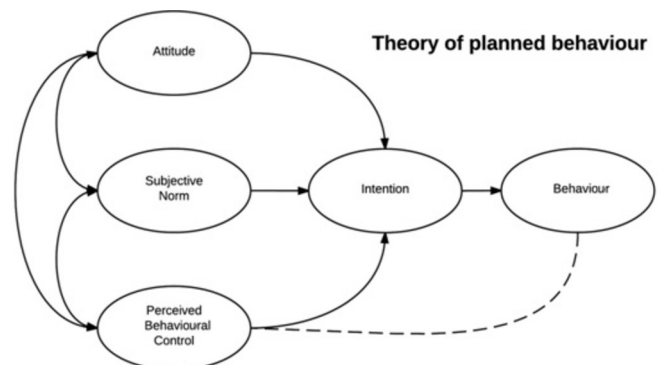 Theory of planned behaviour
Attitude
Subjective
Norm
Intention
Behaviour
Perceived
Behavioural
Control